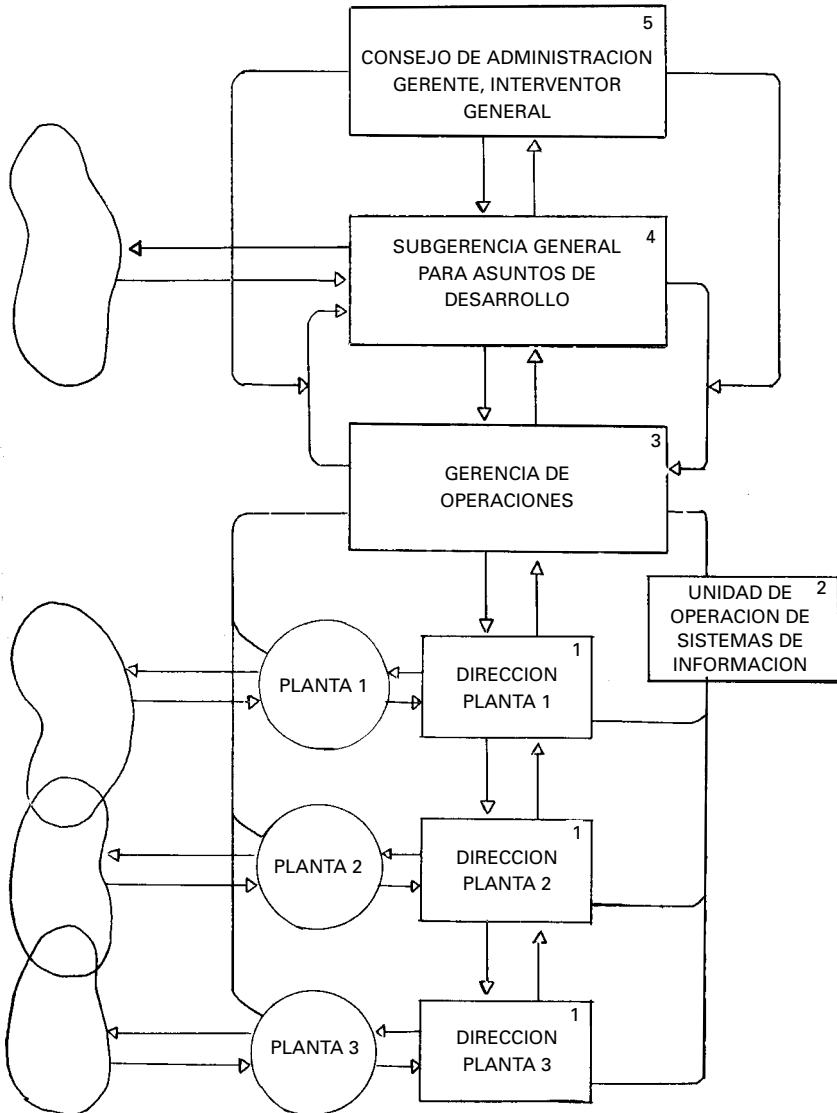 5
CONSEJO DE ADMINISTRACION
GERENTE, INTERVENTOR
GENERAL
4
SUBGERENCIA GENERAL
PARA ASUNTOS DE
DESARROLLO
3
GERENCIA DE
OPERACIONES
2
UNIDAD DE
OPERACION DE
SISTEMAS DE
INFORMACION
PLANTA 1
1
DIRECCION
PLANTA 1
PLANTA 2
1
DIRECCION
PLANTA 2
PLANTA 3
1
DIRECCION
PLANTA 3